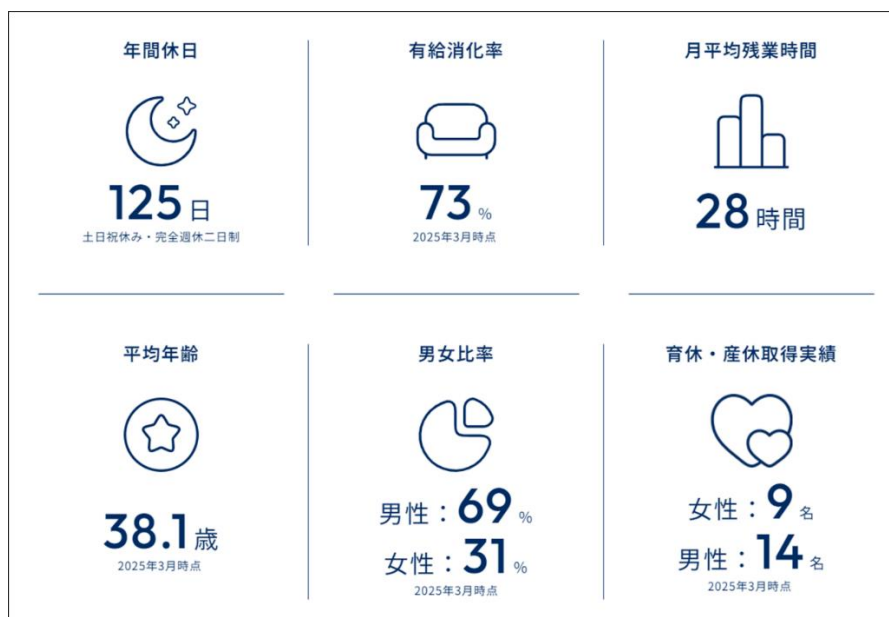 年間休日
125日
土日祝休み・完全週休二日制
有給消化率
73%
2025年3月時点
月平均残業時間
28時間
平均年齢
38.1歳
2025年3月時点
男女比率
男性：69%
女性：31%
2025年3月時点
育休・産休取得実績
女性：9名
男性：14名
2025年3月時点